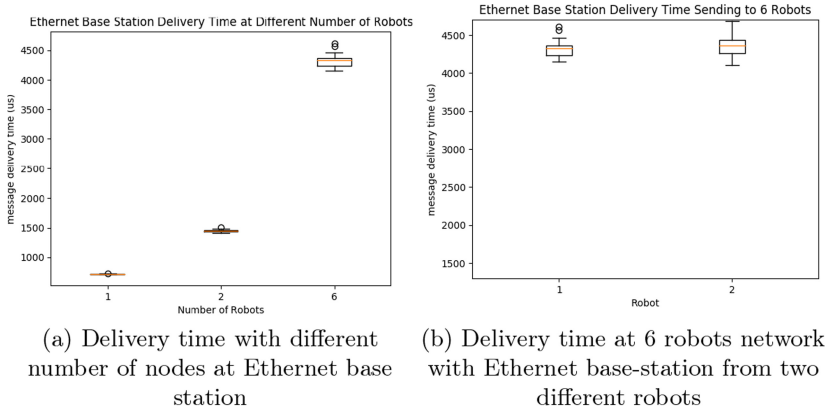 Ethernet Base Station Delivery Time at Different Number of Robots
4500
4000
3500
3000
2500
2000
1500
1000
message delivery time (us)
1 2 6
Number of Robots
(a) Delivery time with different
number of nodes at Ethernet base
station
Ethernet Base Station Delivery Time Sending to 6 Robots
4500
4000
3500
3000
2500
2000
1500
message delivery time (us)
1 2
Robot
(b) Delivery time at 6 robots network
with Ethernet base-station from two
different robots